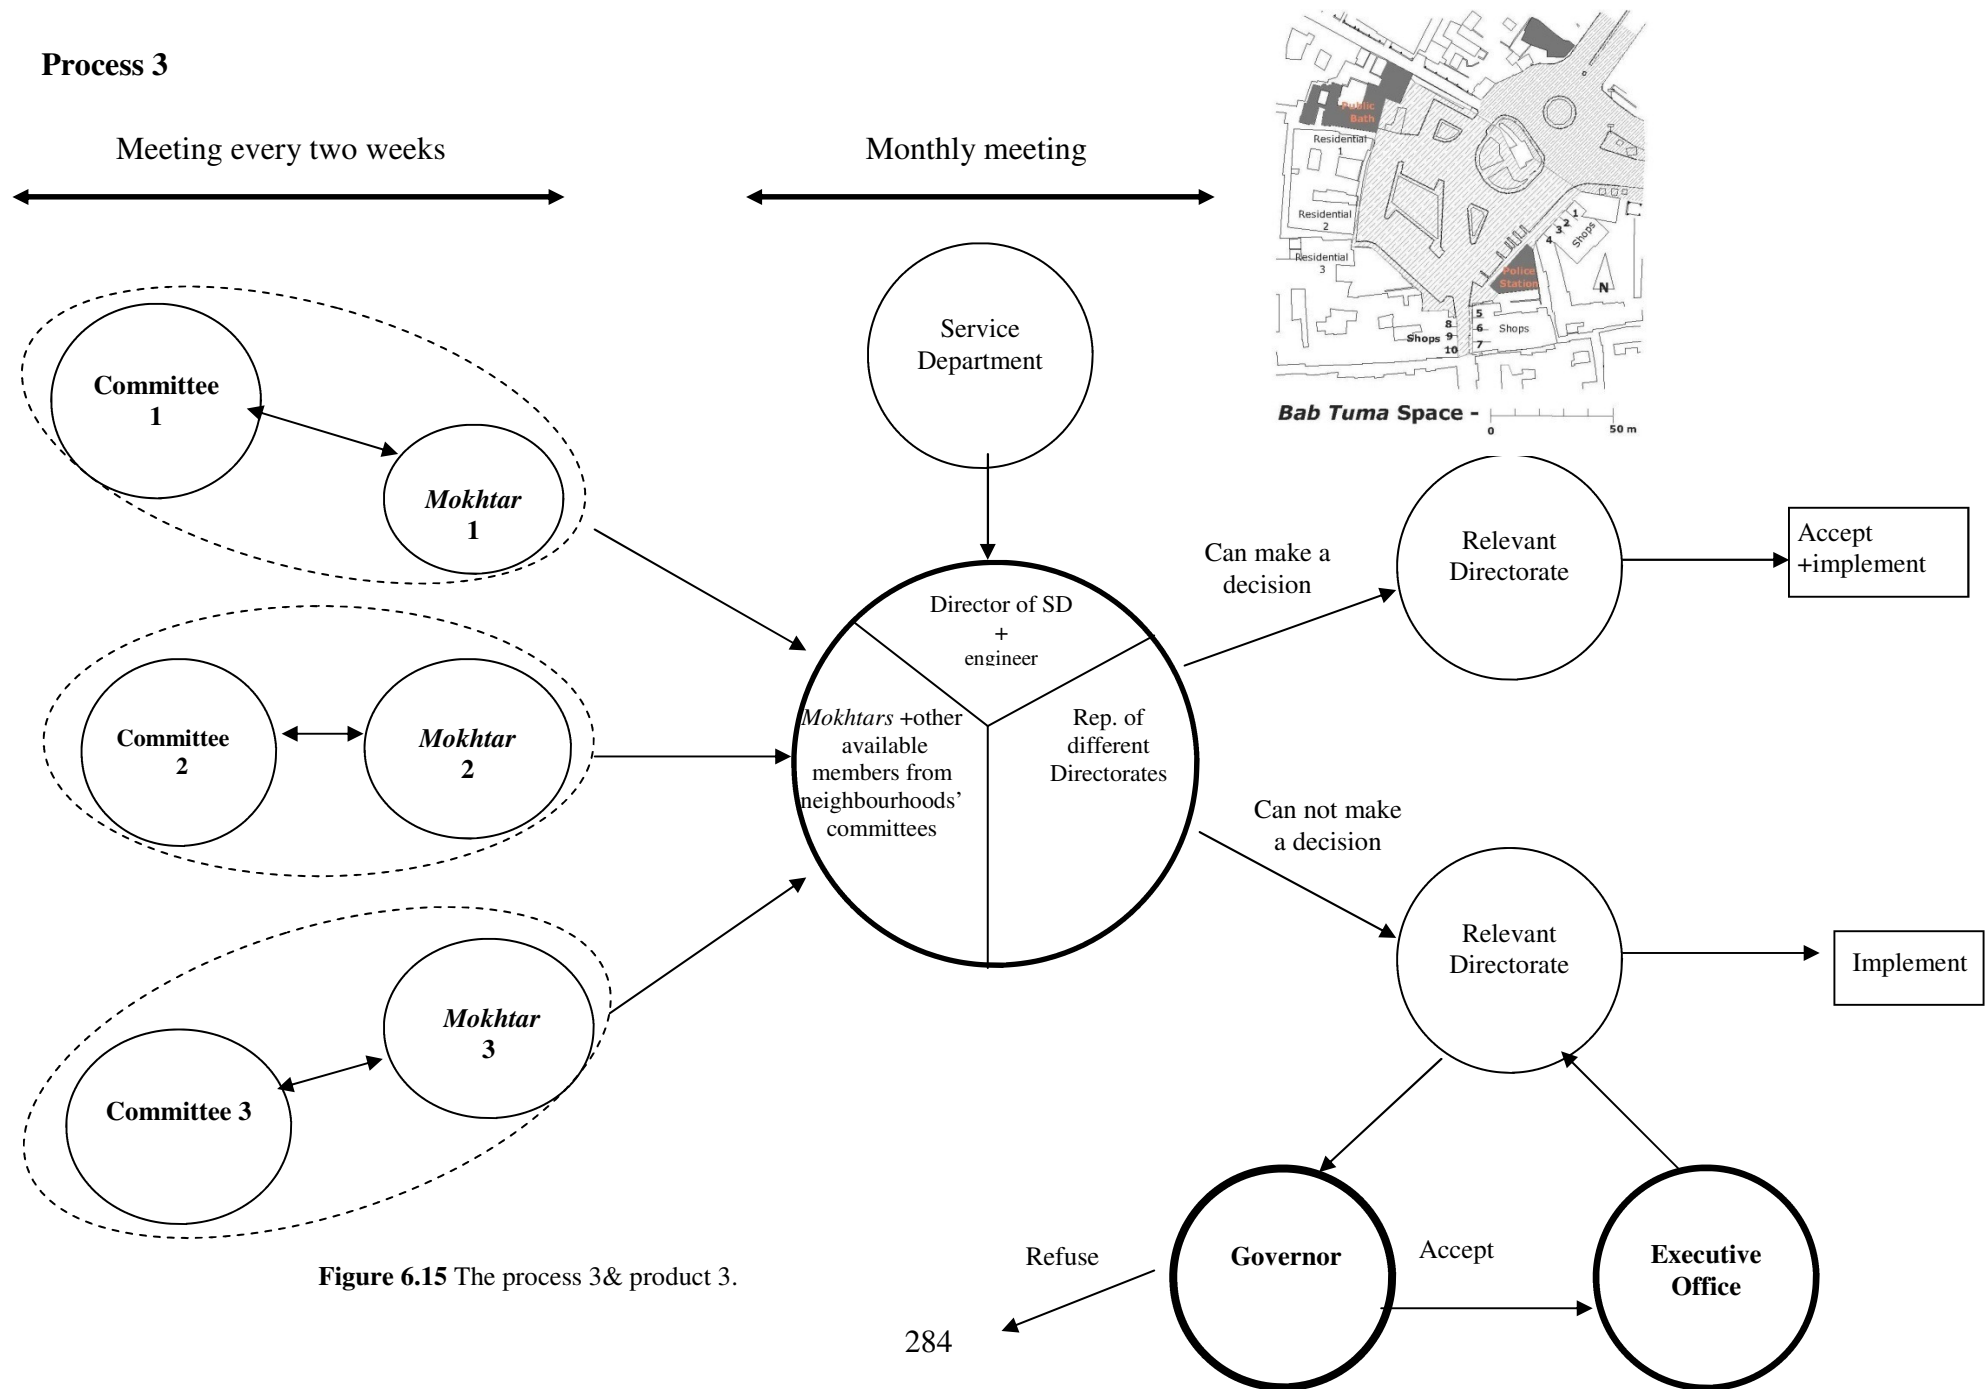 Process 3
Meeting every two weeks
Monthly meeting
Public
Bath
Residential
1
Residential
2
Residential
3
1
2
3
4
Shops
Police
Station
N
5
6
7
Shops
8
9
10
Shops
Bab Tuma Space -
0
50 m
Committee
1
Mokhtar
1
Committee
2
Mokhtar
2
Committee 3
Mokhtar
3
Service
Department
Director of SD
+
engineer
Mokhtars +other
available
members from
neighbourhoods’
committees
Rep. of
different
Directorates
Can make a
decision
Relevant
Directorate
Accept
+implement
Can not make
a decision
Relevant
Directorate
Implement
Refuse
Governor
Accept
Executive
Office
Figure 6.15 The process 3& product 3.
284